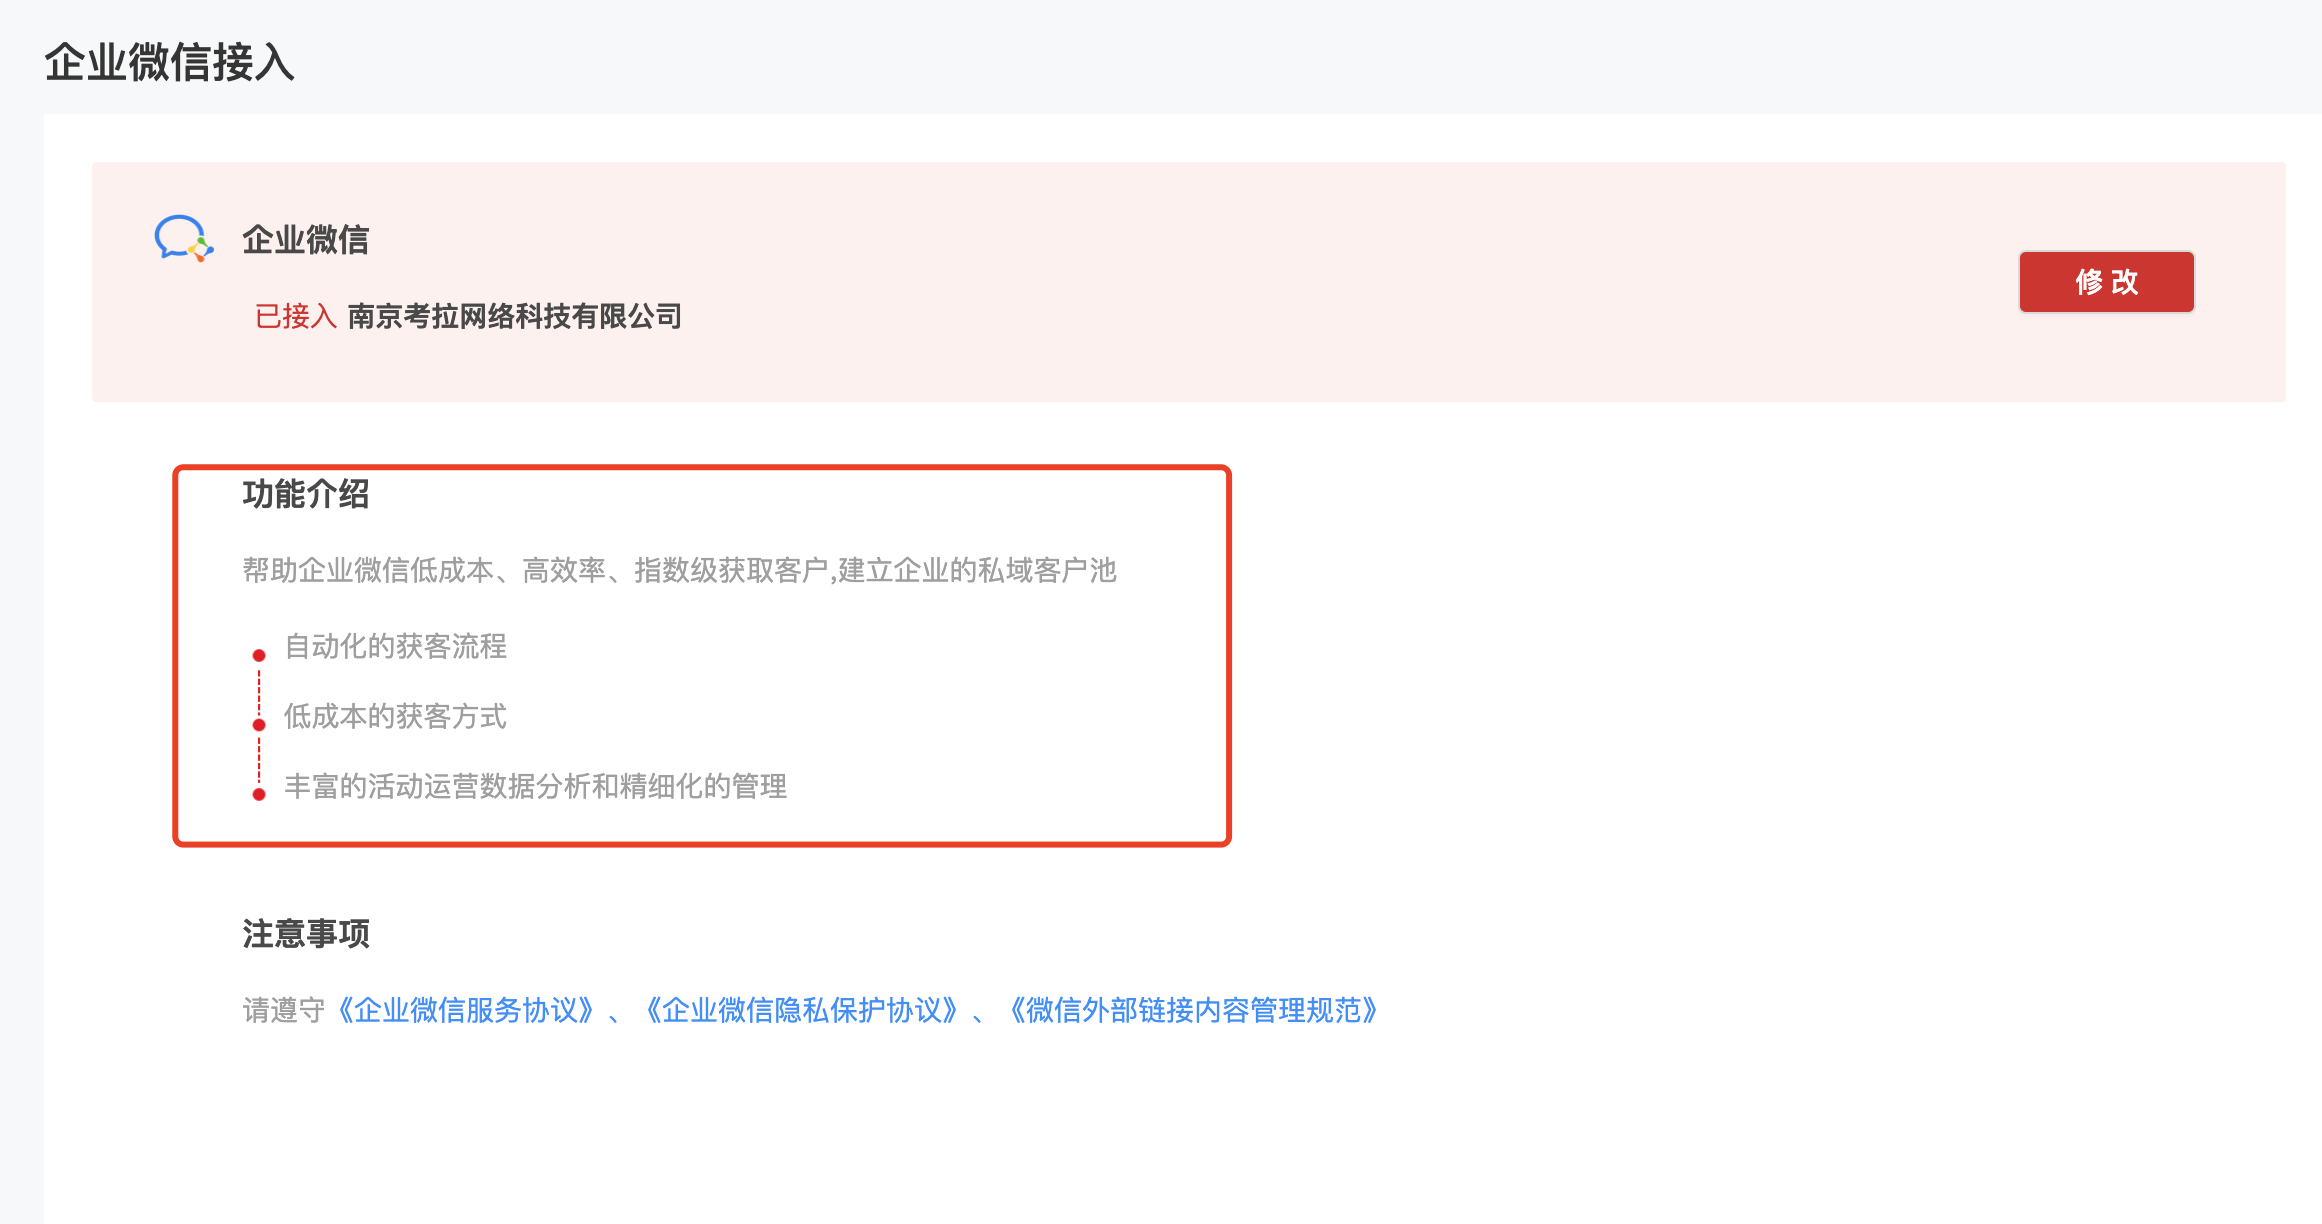 企业微信接入
企业微信
已接入 南京考拉网络科技有限公司
修 改
功能介绍
帮助企业微信低成本、高效率、指数级获取客户,建立企业的私域客户池
自动化的获客流程
低成本的获客方式
丰富的活动运营数据分析和精细化的管理
注意事项
请遵守《企业微信服务协议》、《企业微信隐私保护协议》、《微信外部链接内容管理规范》